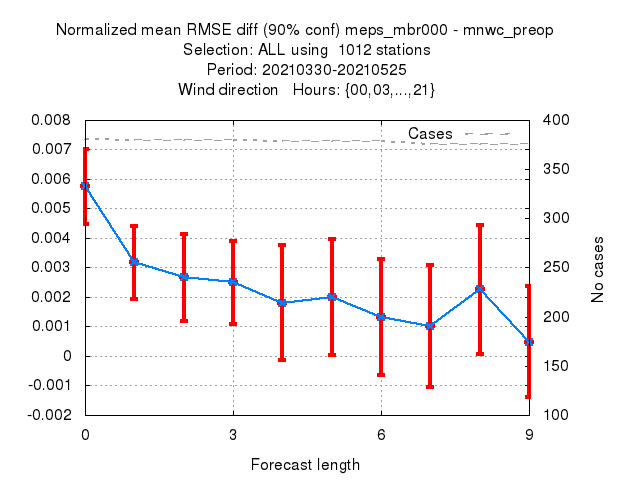 Normalized mean RMSE diff (90% conf) meps_mbr000 - mnwc_preop
Selection: ALL using  1012 stations
Period: 20210330-20210525
Wind direction   Hours: {00,03,...,21}
Cases
0.008
0.007
0.006
0.005
0.004
0.003
0.002
0.001
0
-0.001
-0.002
400
350
300
250
200
150
100
No cases
0 3 6 9
Forecast length